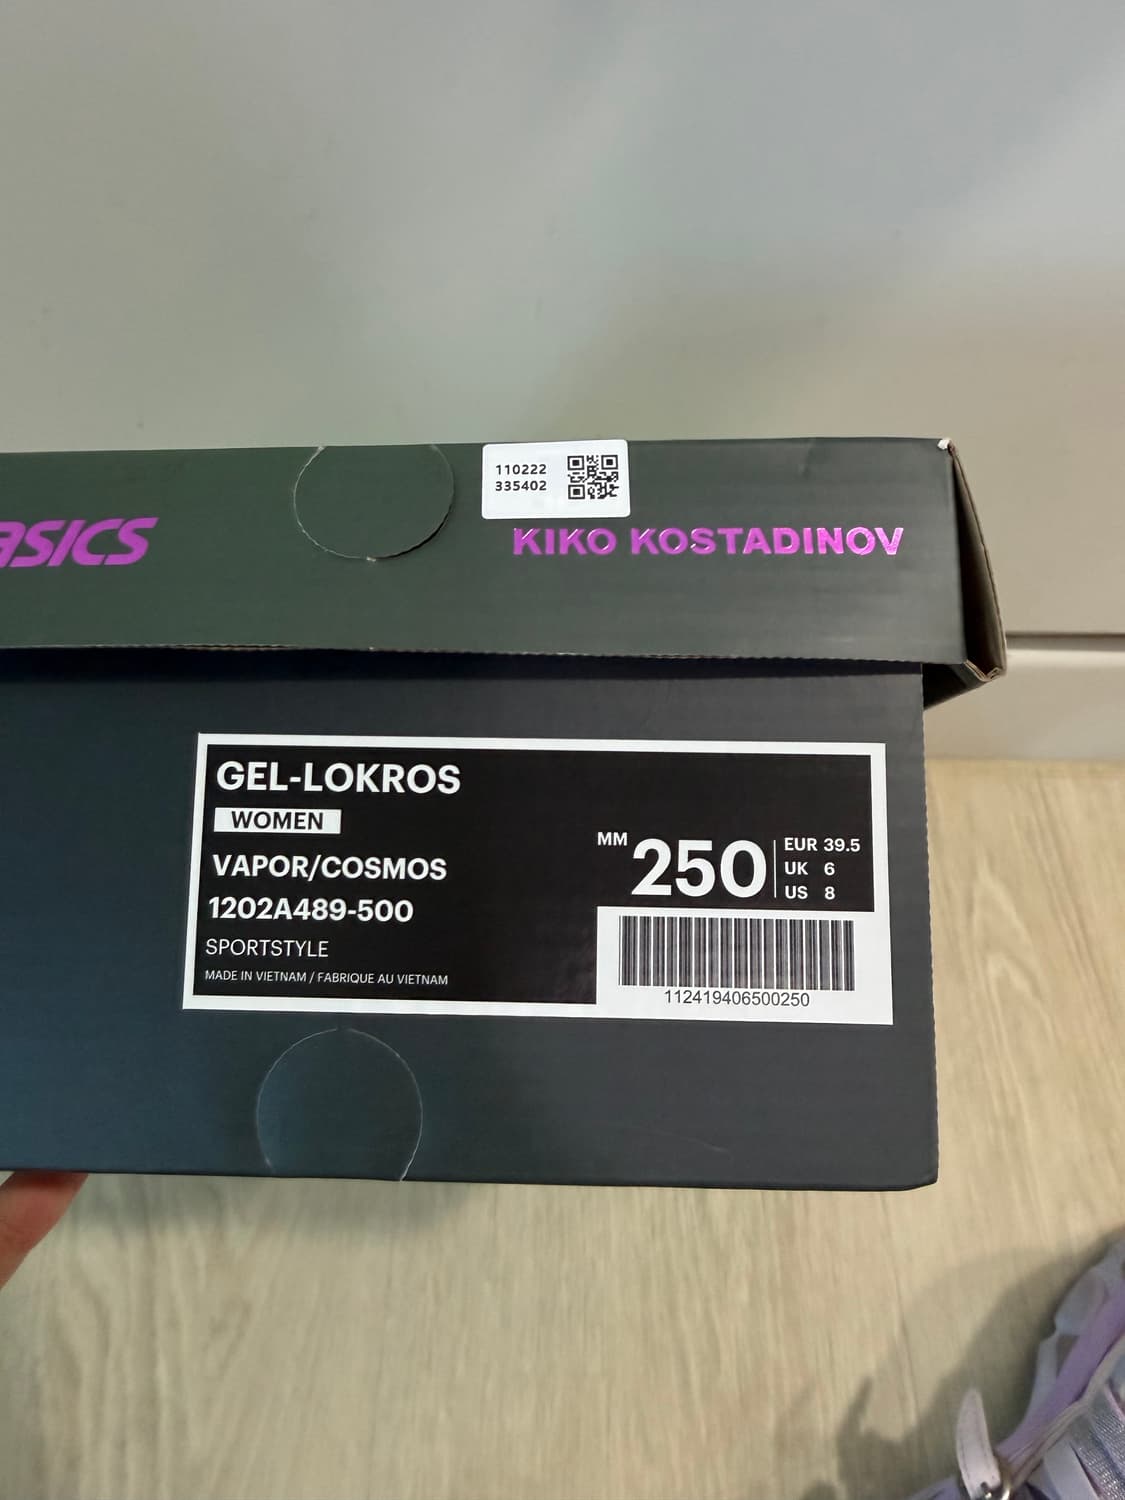 110222
335402
ASICS
KIKO KOSTADINOV
GEL-LOKROS
WOMEN
VAPOR/COSMOS
1202A489-500
SPORTSTYLE
MADE IN VIETNAM / FABRIQUE AU VIETNAM
MM 250
EUR 39.5
UK 6
US 8
112419406500250